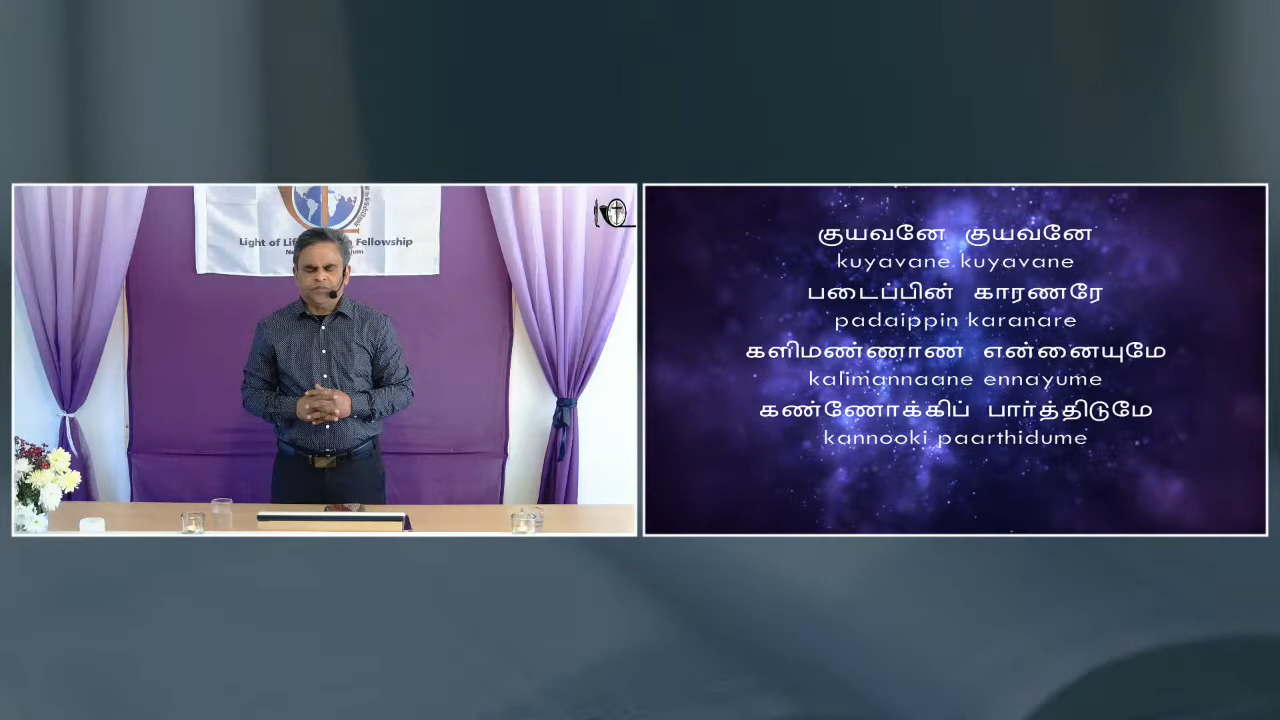 Light of Lif Fellowship
குயவனே குயவனே
kuyavane kuyavane
படைப்பின் காரணரே
padaippin karanare
களிமண்ணாண என்னையுமே
kalimannaane ennayume
கண்ணோக்கிப் பார்த்திடுமே
kannooki paarthidume